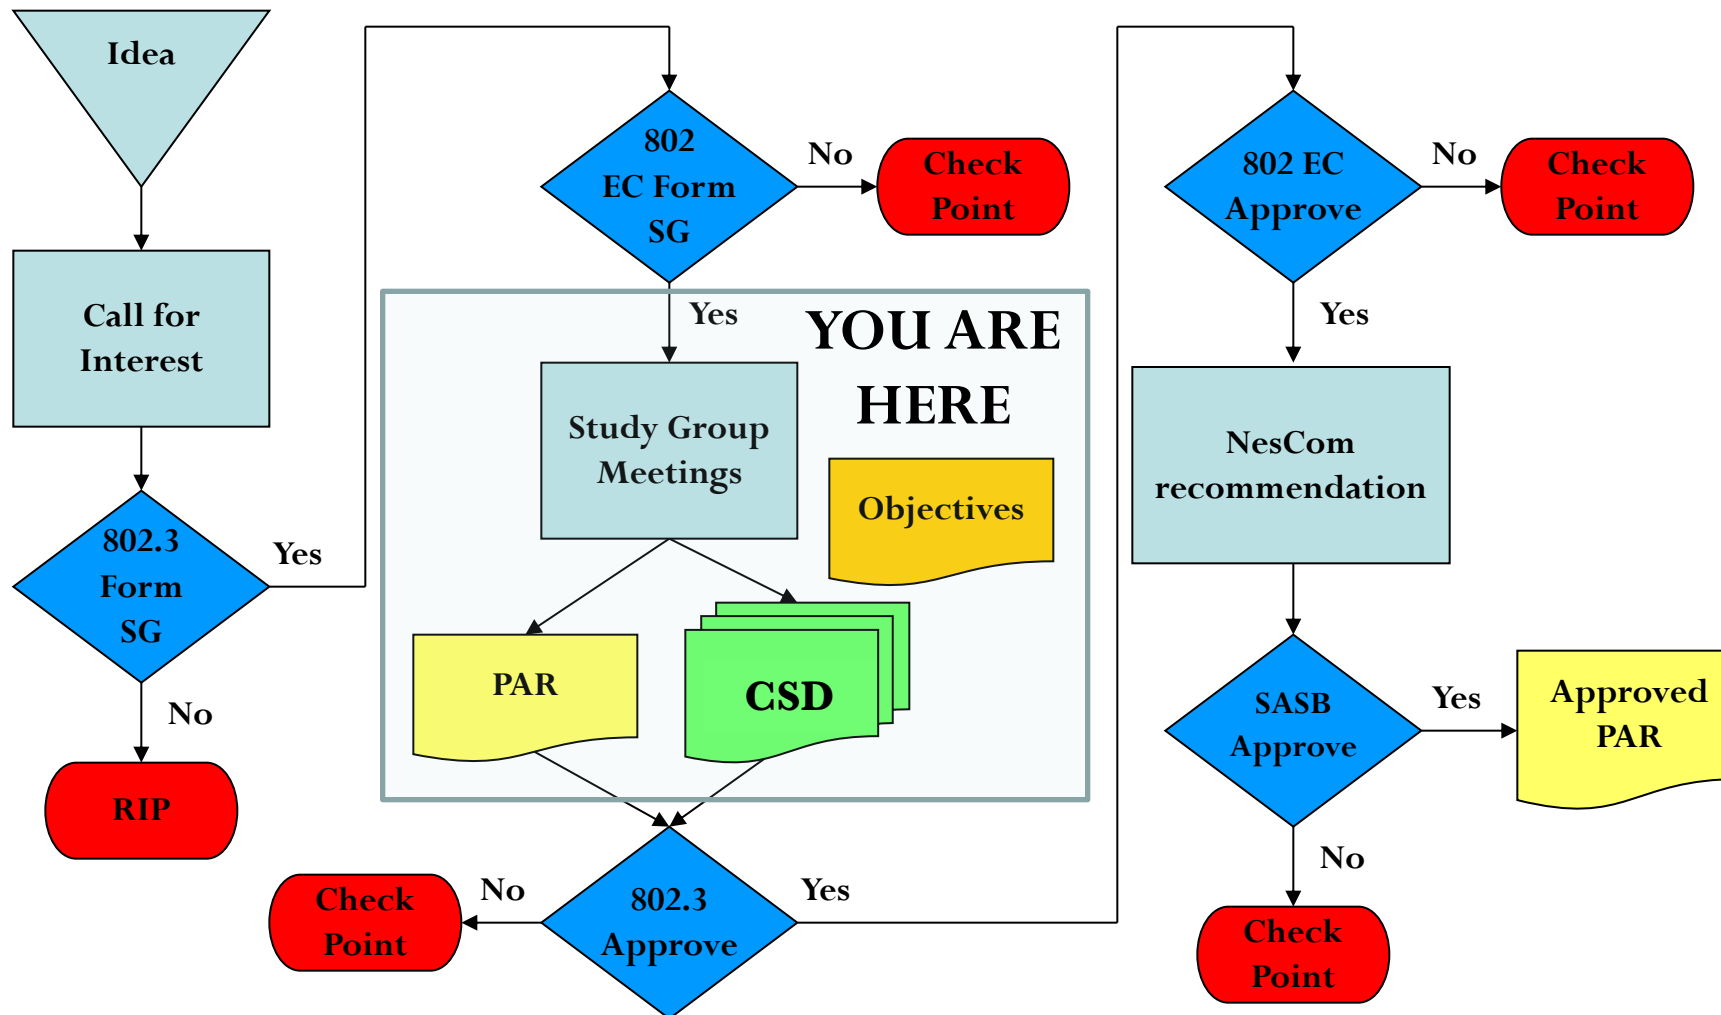 Idea
Call for
Interest
802.3
Form
SG
Yes
No
RIP
802
EC Form
SG
No
Check
Point
Yes
YOU ARE
HERE
Study Group
Meetings
Objectives
PAR
CSD
802.3
Approve
No
Check
Point
Yes
802 EC
Approve
No
Check
Point
Yes
NesCom
recommendation
SASB
Approve
Yes
Approved
PAR
No
Check
Point